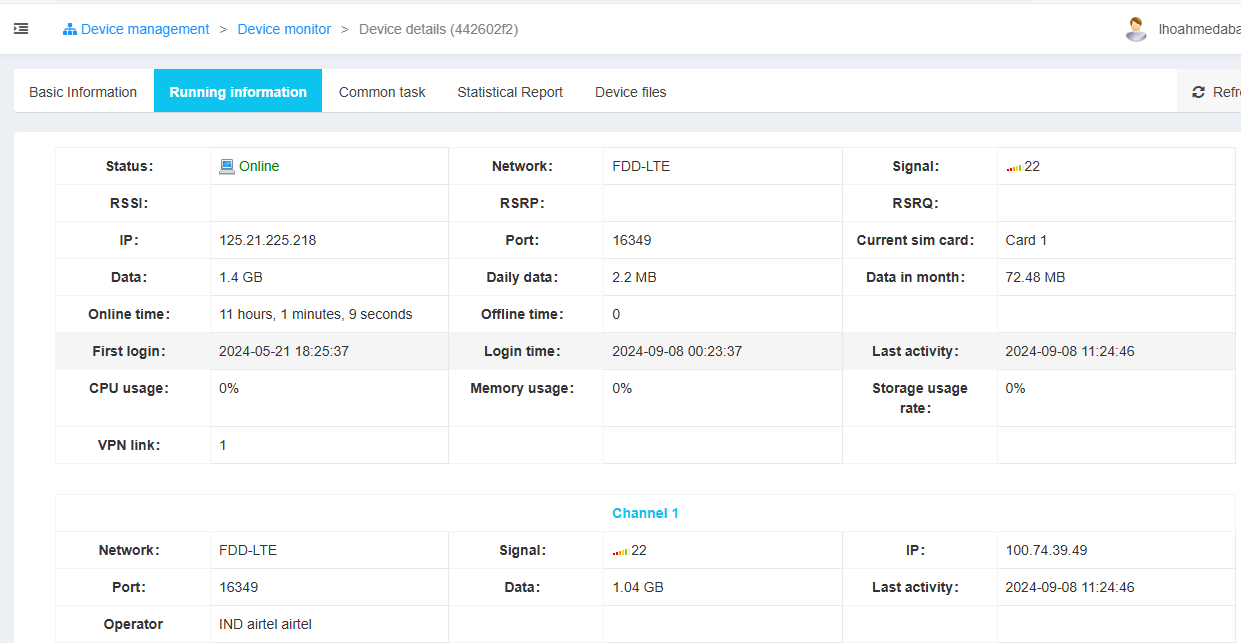 Device management > Device monitor > Device details (442602f2)
lhoahmedaba
Basic Information Running information Common task Statistical Report Device files Refr
Status: Online Network: FDD-LTE Signal: 22
RSSI: RSRP: RSRQ:
IP: 125.21.225.218 Port: 16349 Current sim card: Card 1
Data: 1.4 GB Daily data: 2.2 MB Data in month: 72.48 MB
Online time: 11 hours, 1 minutes, 9 seconds Offline time: 0
First login: 2024-05-21 18:25:37 Login time: 2024-09-08 00:23:37 Last activity: 2024-09-08 11:24:46
CPU usage: 0% Memory usage: 0% Storage usage rate: 0%
VPN link: 1
Channel 1
Network: FDD-LTE Signal: 22 IP: 100.74.39.49
Port: 16349 Data: 1.04 GB Last activity: 2024-09-08 11:24:46
Operator IND airtel airtel